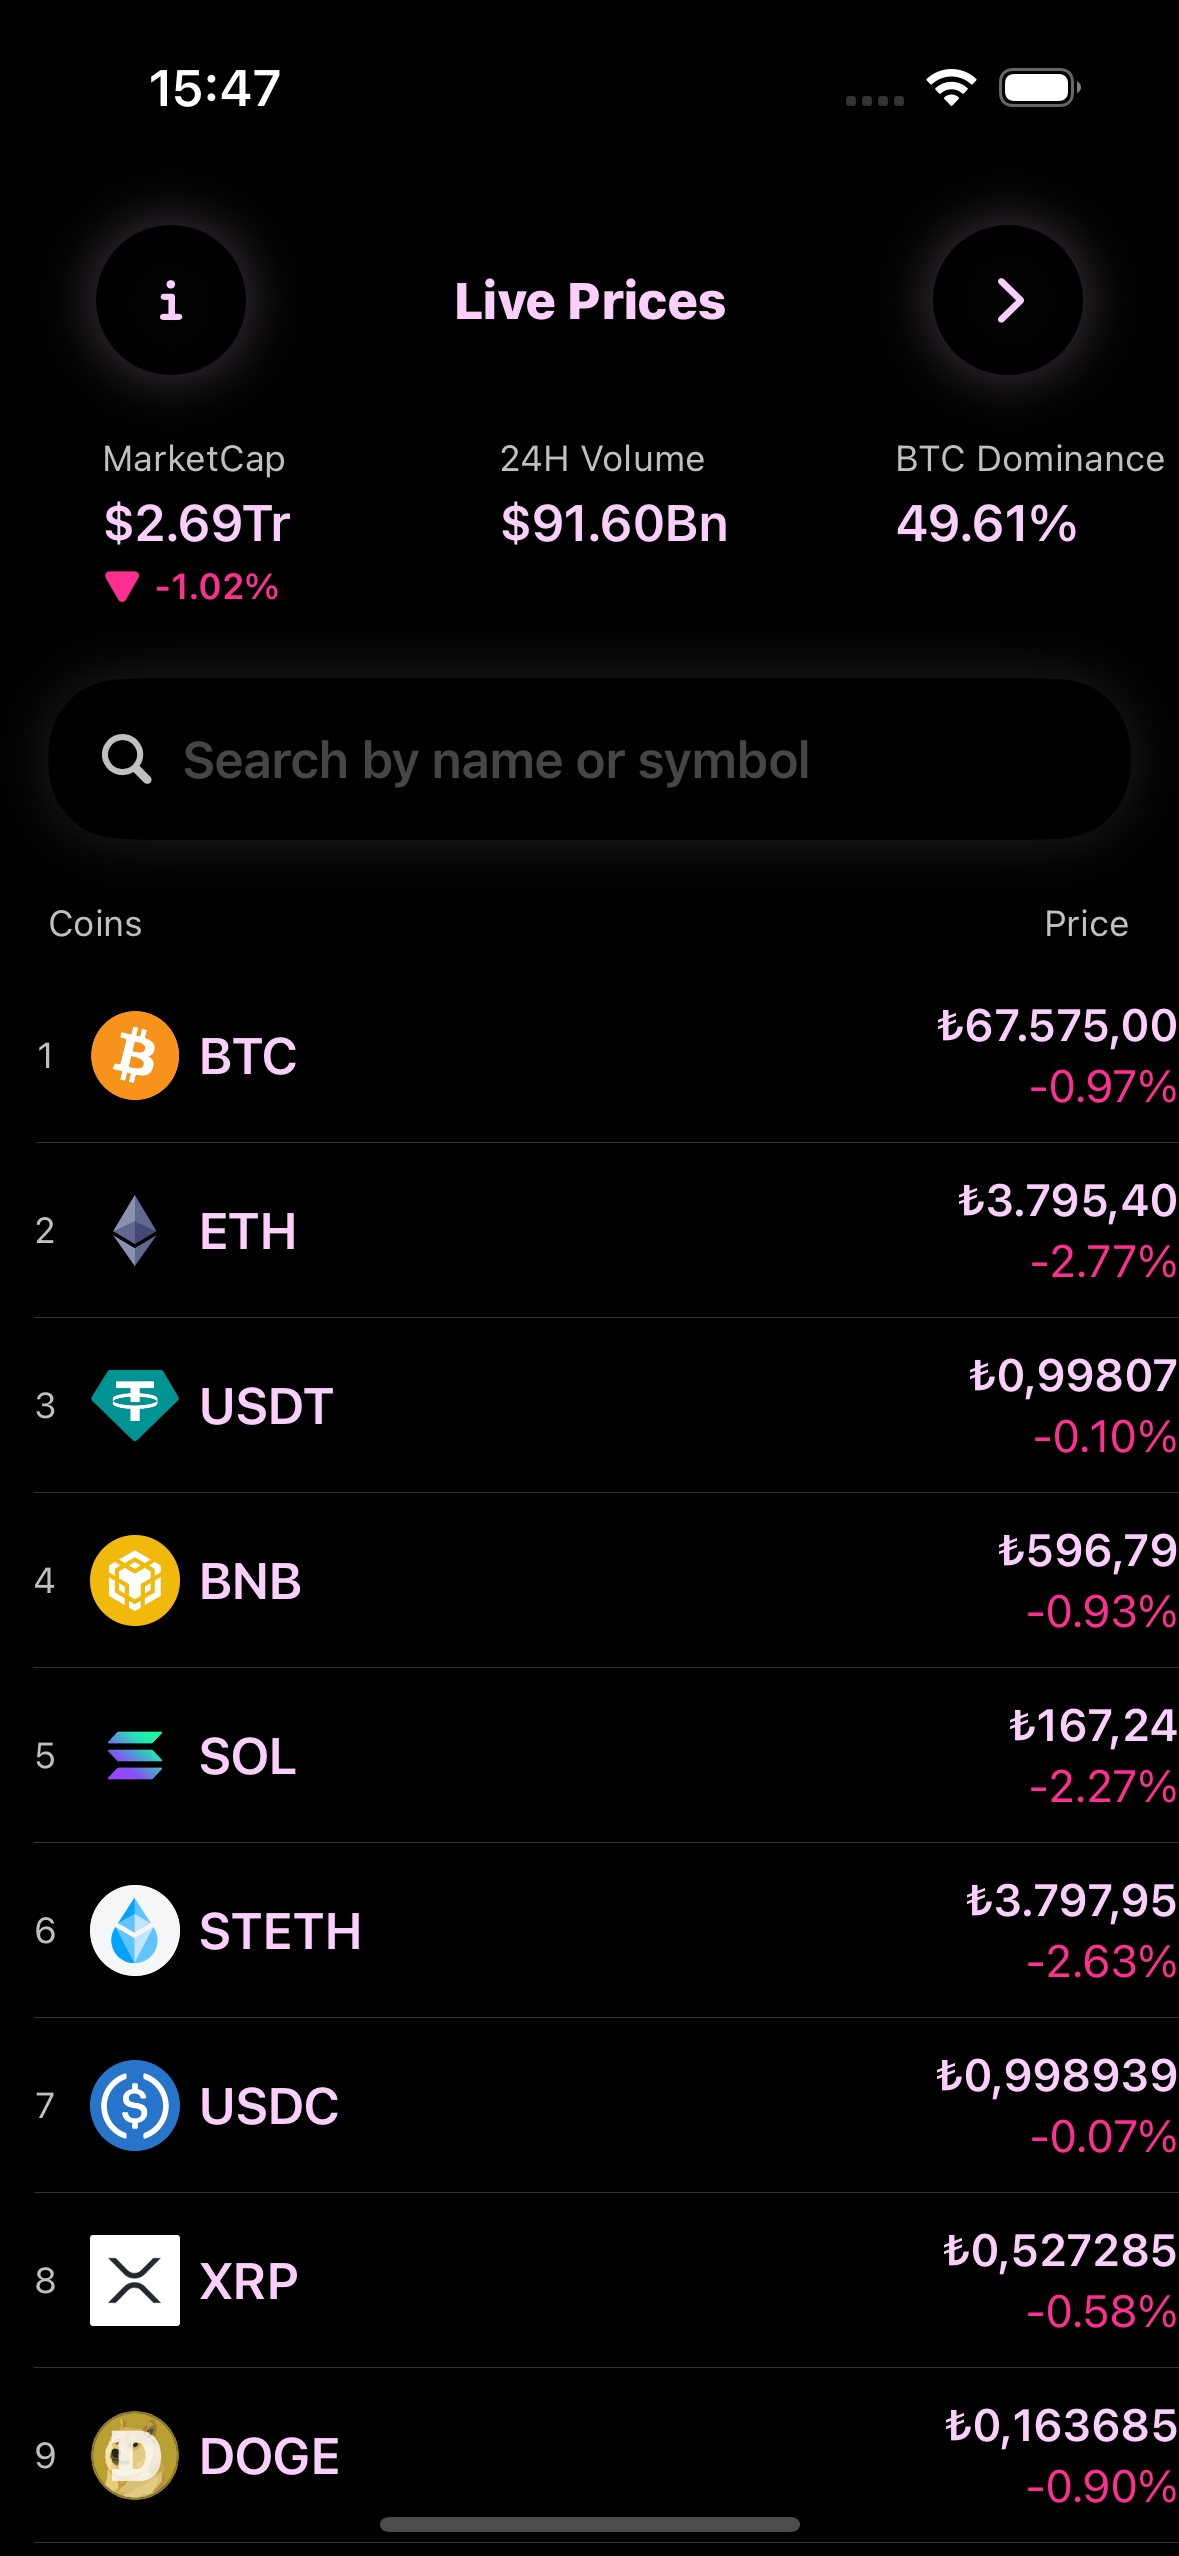 15:47
Live Prices
MarketCap 24H Volume BTC Dominance
$2.69Tr $91.60Bn 49.61%
-1.02%
Search by name or symbol
Coins Price
1 BTC ₺67.575,00
-0.97%
2 ETH ₺3.795,40
-2.77%
3 USDT ₺0,99807
-0.10%
4 BNB ₺596,79
-0.93%
5 SOL ₺167,24
-2.27%
6 STETH ₺3.797,95
-2.63%
7 USDC ₺0,998939
-0.07%
8 XRP ₺0,527285
-0.58%
9 DOGE ₺0,163685
-0.90%